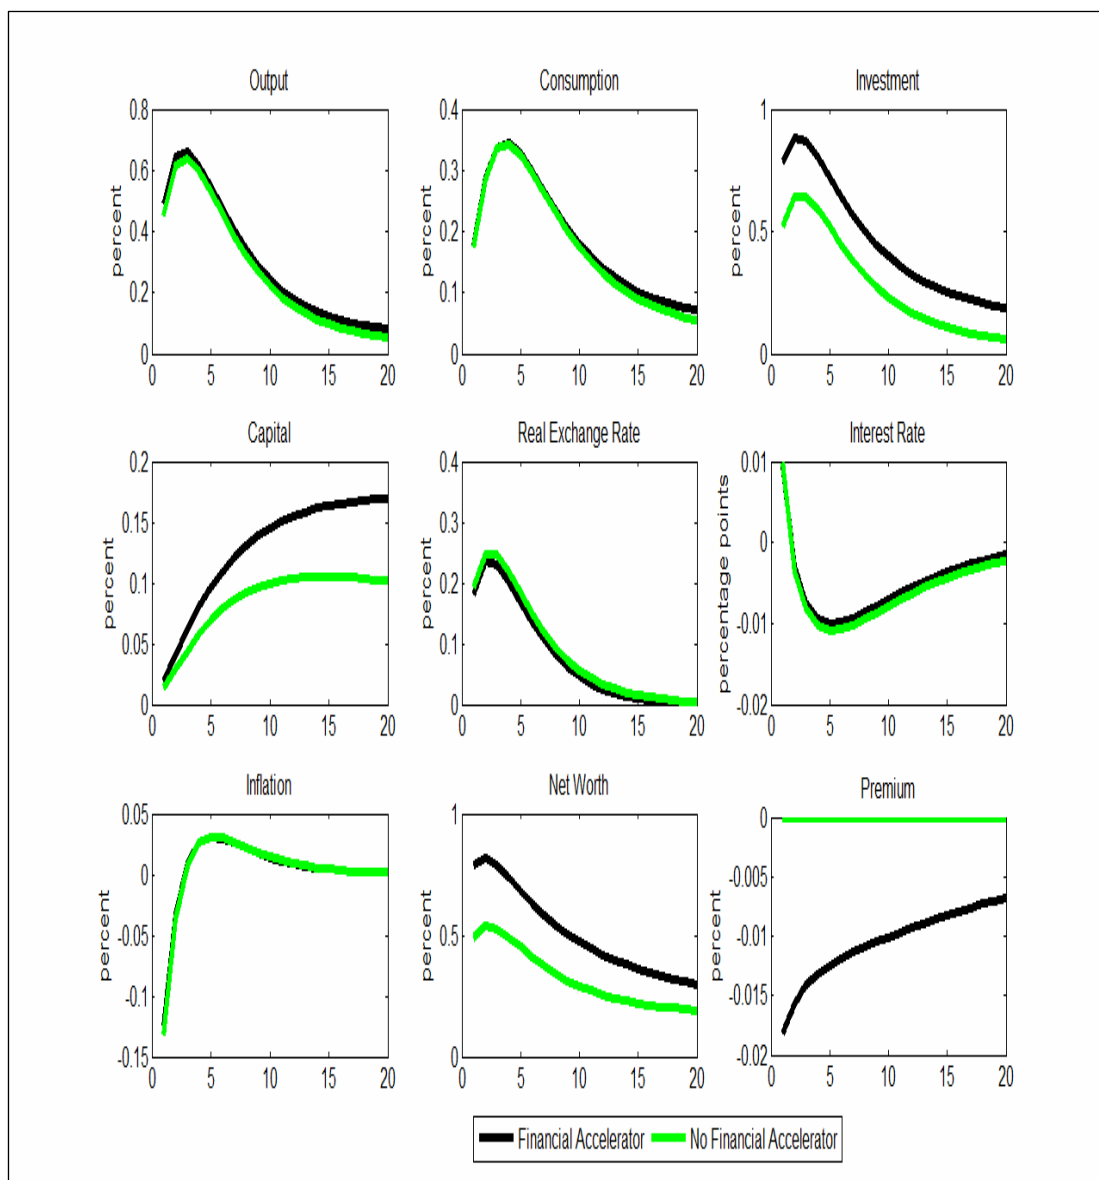 Output
Consumption
Investment
0.8
0.6
0.4
0.2
0
percent
0 5 10 15 20
0.4
0.3
0.2
0.1
0
percent
0 5 10 15 20
1
0.5
0
percent
0 5 10 15 20
Capital
Real Exchange Rate
Interest Rate
0.2
0.15
0.1
0.05
0
percent
0 5 10 15 20
0.4
0.3
0.2
0.1
0
percent
0 5 10 15 20
0.01
0
-0.01
-0.02
percentage points
0 5 10 15 20
Inflation
Net Worth
Premium
0.05
0
-0.05
-0.1
-0.15
percent
0 5 10 15 20
1
0.5
0
percent
0 5 10 15 20
0
-0.005
-0.01
-0.015
-0.02
percent
0 5 10 15 20
Financial Accelerator No Financial Accelerator